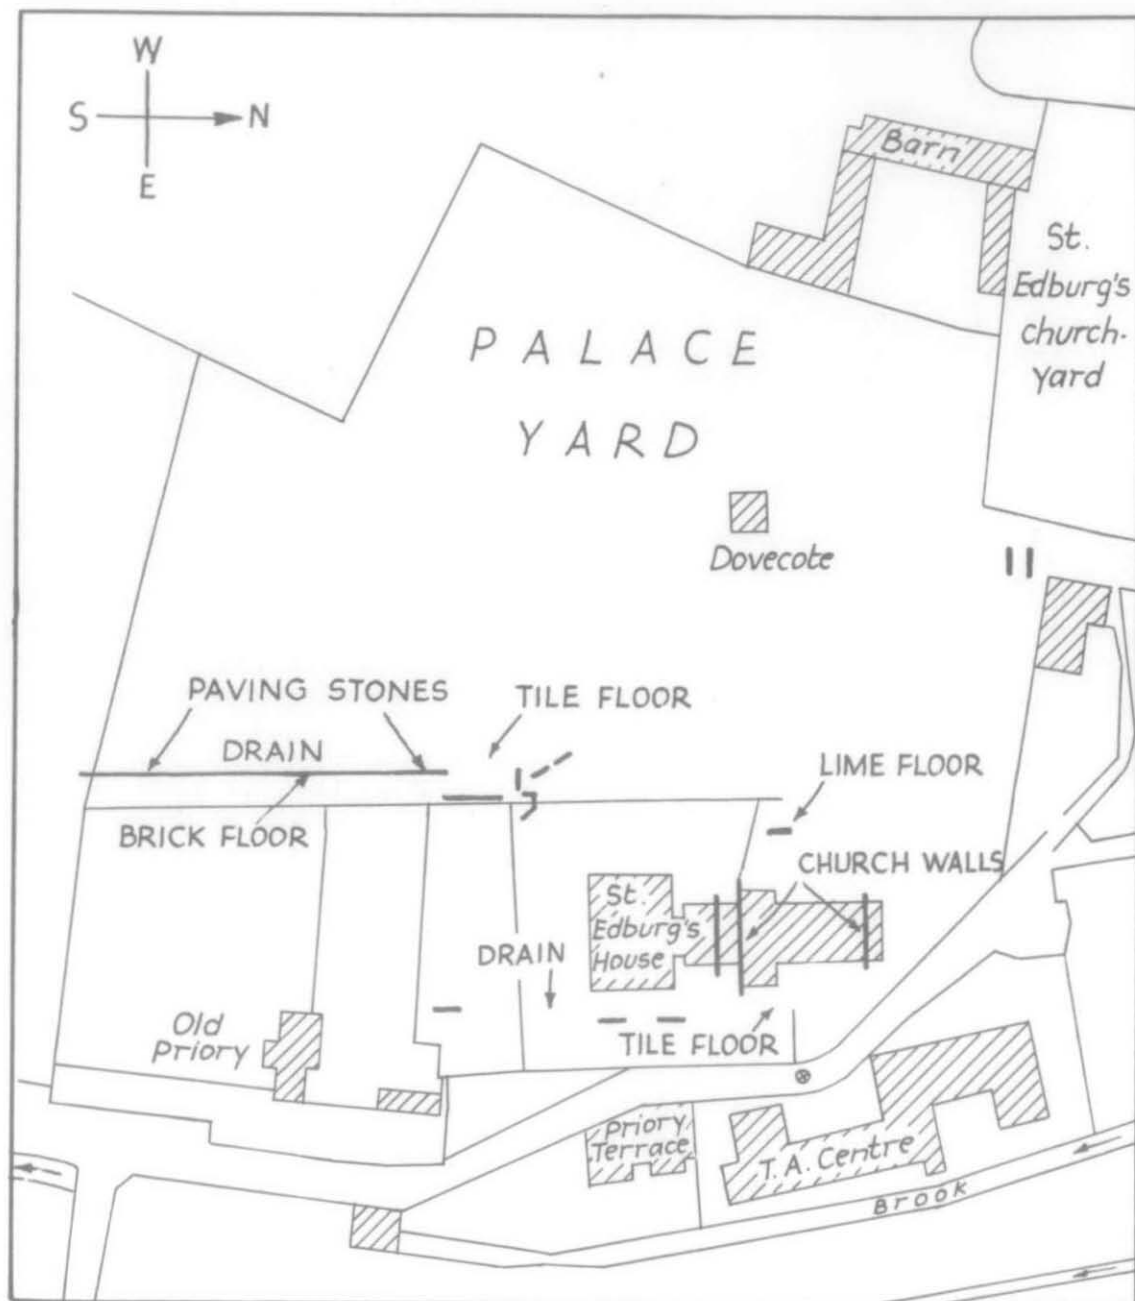 W
S N
E
Barn
St.
Edburg's
church-
yard
PALACE
YARD
Dovecote
PAVING STONES
TILE FLOOR
DRAIN
LIME FLOOR
BRICK FLOOR
CHURCH WALLS
St.
Edburg's
House
DRAIN
Old
Priory
TILE FLOOR
Priory
Terrace
T.A. Centre
BROOK